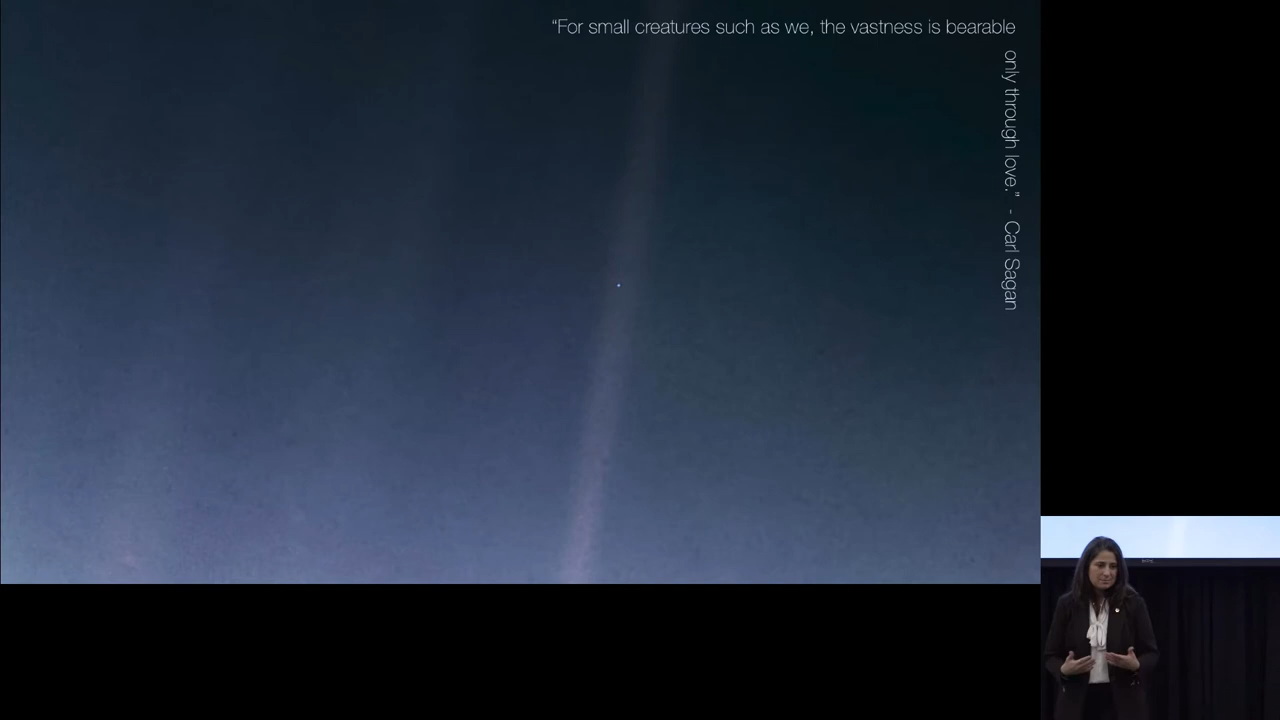 “For small creatures such as we, the vastness is bearable
only through love.” - Carl Sagan